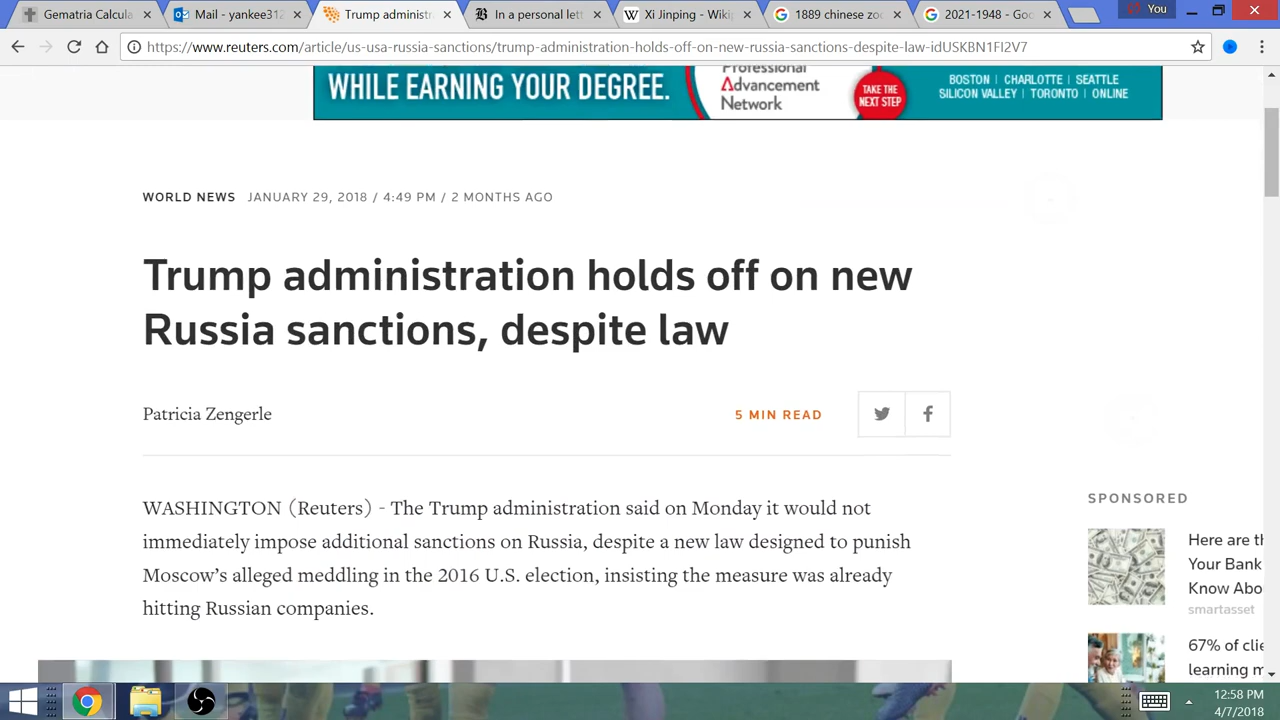 Gematria Calcula
Mail - yankee312
Trump administr
In a personal lett
Xi Jinping - Wikip
1889 chinese zoo
2021-1948 - Goo
You
https://www.reuters.com/article/us-usa-russia-sanctions/trump-administration-holds-off-on-new-russia-sanctions-despite-law-idUSKBN1FI2V7
WHILE EARNING YOUR DEGREE.
Professional
Advancement
Network
TAKE THE
NEXT STEP
BOSTON | CHARLOTTE | SEATTLE
SILICON VALLEY | TORONTO | ONLINE
WORLD NEWS JANUARY 29, 2018 / 4:49 PM / 2 MONTHS AGO
Trump administration holds off on new
Russia sanctions, despite law
Patricia Zengerle
5 MIN READ
WASHINGTON (Reuters) - The Trump administration said on Monday it would not
immediately impose additional sanctions on Russia, despite a new law designed to punish
Moscow’s alleged meddling in the 2016 U.S. election, insisting the measure was already
hitting Russian companies.
SPONSORED
Here are th
Your Bank
Know Abo
smartasset
67% of clie
learning m
12:58 PM
4/7/2018